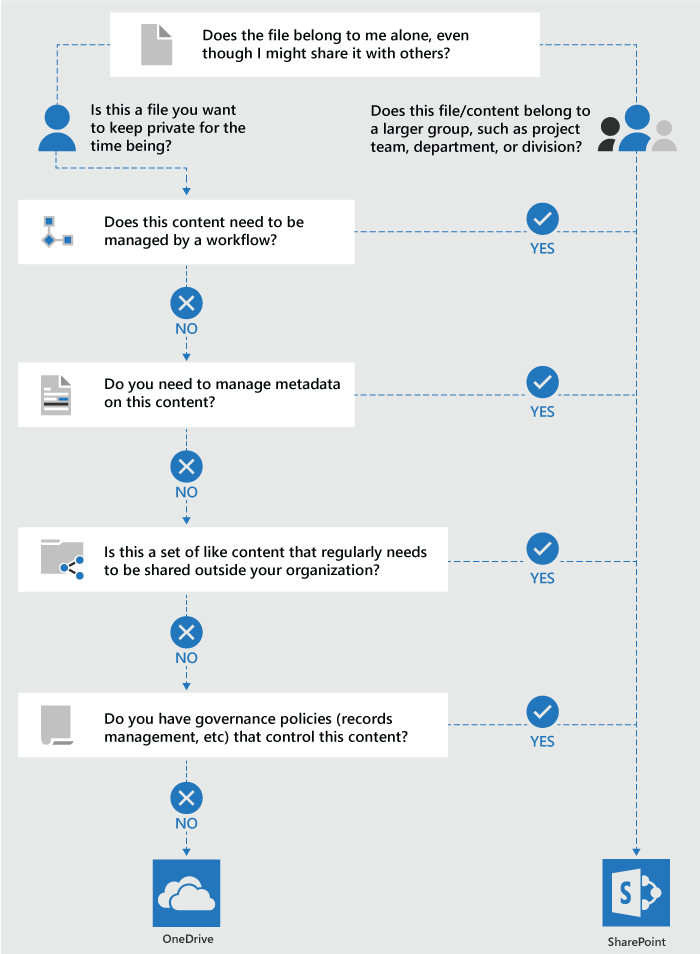 Does the file belong to me alone, even
though I might share it with others?
Is this a file you want
to keep private for the
time being?
Does this file/content belong to
a larger group, such as project
team, department, or division?
Does this content need to be
managed by a workflow?
YES
NO
Do you need to manage metadata
on this content?
YES
NO
Is this a set of like content that regularly needs
to be shared outside your organization?
YES
NO
Do you have governance policies (records
management, etc) that control this content?
YES
NO
OneDrive
S
SharePoint